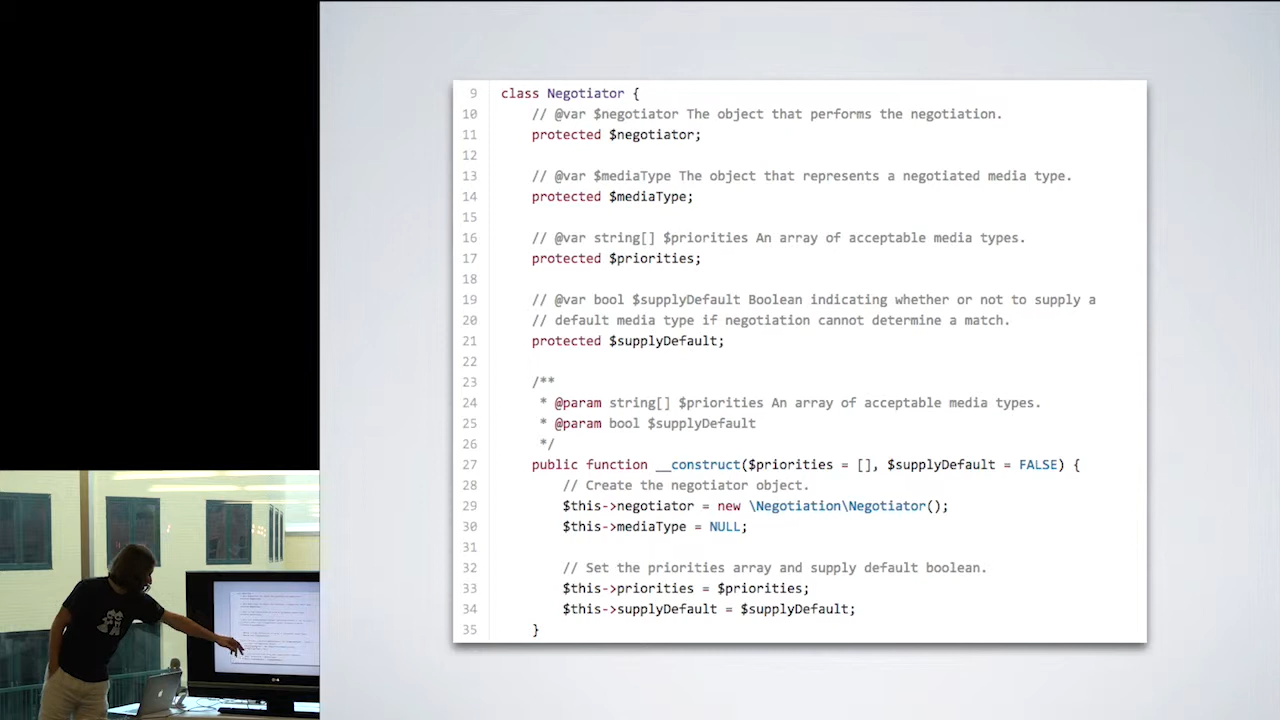 9 class Negotiator {
10 // @var $negotiator The object that performs the negotiation.
11 protected $negotiator;
12
13 // @var $mediaType The object that represents a negotiated media type.
14 protected $mediaType;
15
16 // @var string[] $priorities An array of acceptable media types.
17 protected $priorities;
18
19 // @var bool $supplyDefault Boolean indicating whether or not to supply a
20 // default media type if negotiation cannot determine a match.
21 protected $supplyDefault;
22
23 /**
24 * @param string[] $priorities An array of acceptable media types.
25 * @param bool $supplyDefault
26 */
27 public function __construct($priorities = [], $supplyDefault = FALSE) {
28 // Create the negotiator object.
29 $this->negotiator = new \Negotiation\Negotiator();
30 $this->mediaType = NULL;
31
32 // Set the priorities array and supply default boolean.
33 $this->priorities = $priorities;
34 $this->supplyDefault = $supplyDefault;
35